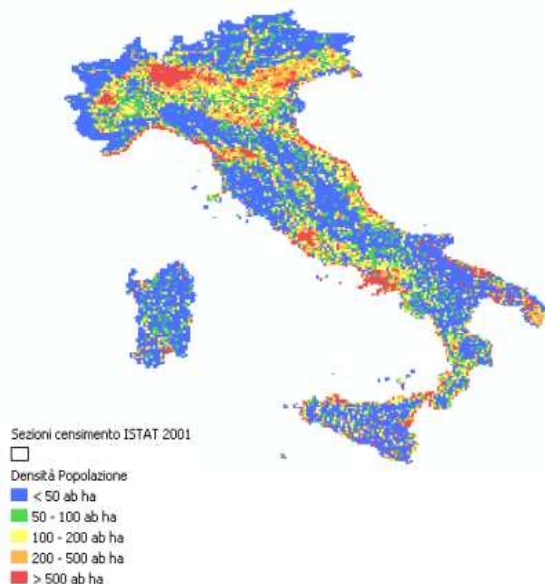 Sezioni censimento ISTAT 2001
Densità Popolazione
< 50 ab ha
50 - 100 ab ha
100 - 200 ab ha
200 - 500 ab ha
> 500 ab ha